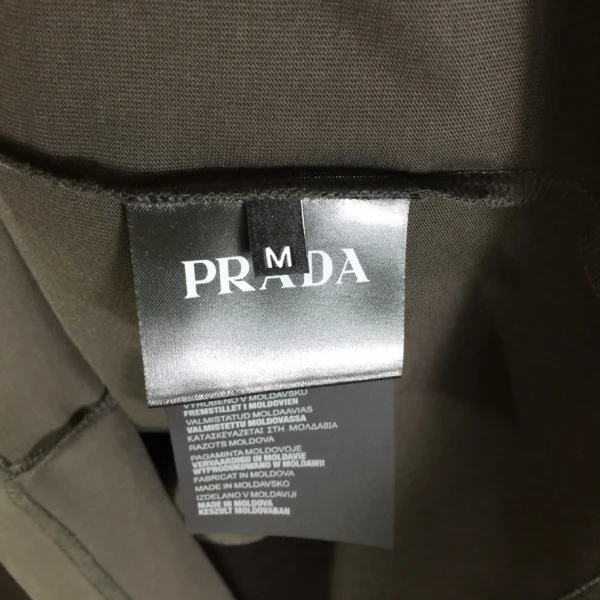 M
PRADA
VYROBENO V MOLDAVSKU
FREMSTILLET I MOLDOVIEN
VALMISTATUD MOLDAAVIAS
VALMISTETTU MOLDOVASSA
ΚΑΤΑΣΚΕΥΑΖΕΤΑΙ ΣΤΗ ΜΟΛΔΑΒΙΑ
RAZOTS MOLDOVA
PAGAMINTA MOLDOVOJE
VERVAARDIGD IN MOLDAVIE
WYPRODUKOWANO W MOLDAWII
FABRICAT IN MOLDOVA
MADE IN MOLDAVSKO
IZDELANO V MOLDAVIJI
MADE IN MOLDOVA
KESZULT MOLDOVABAN